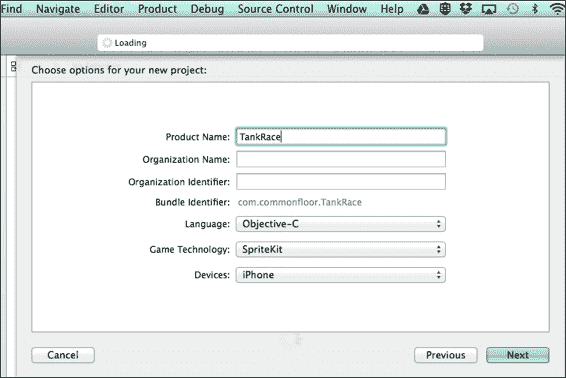 Find Navigate Editor Product Debug Source Control Window Help
Loading
Choose options for your new project:
Product Name: TankRace
Organization Name:
Organization Identifier:
Bundle Identifier: com.commonfloor.TankRace
Language: Objective-C
Game Technology: SpriteKit
Devices: iPhone
Cancel Previous Next